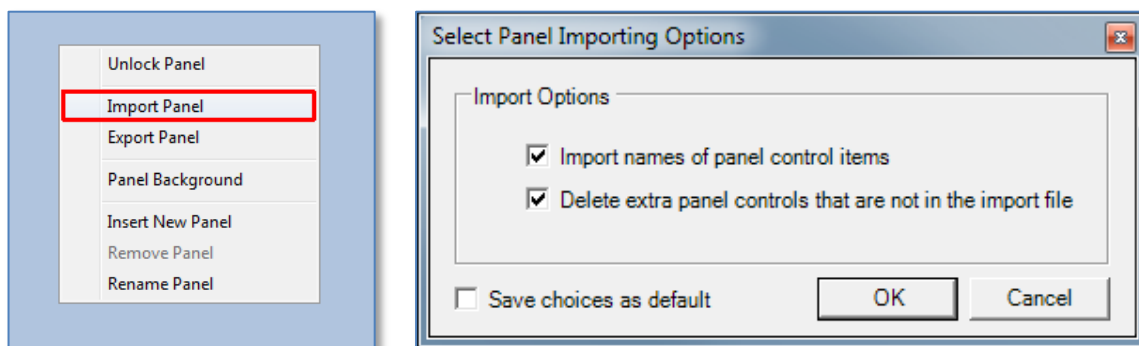 Unlock Panel
Import Panel
Export Panel
Panel Background
Insert New Panel
Remove Panel
Rename Panel
Select Panel Importing Options
Import Options
Import names of panel control items
Delete extra panel controls that are not in the import file
Save choices as default
OK
Cancel